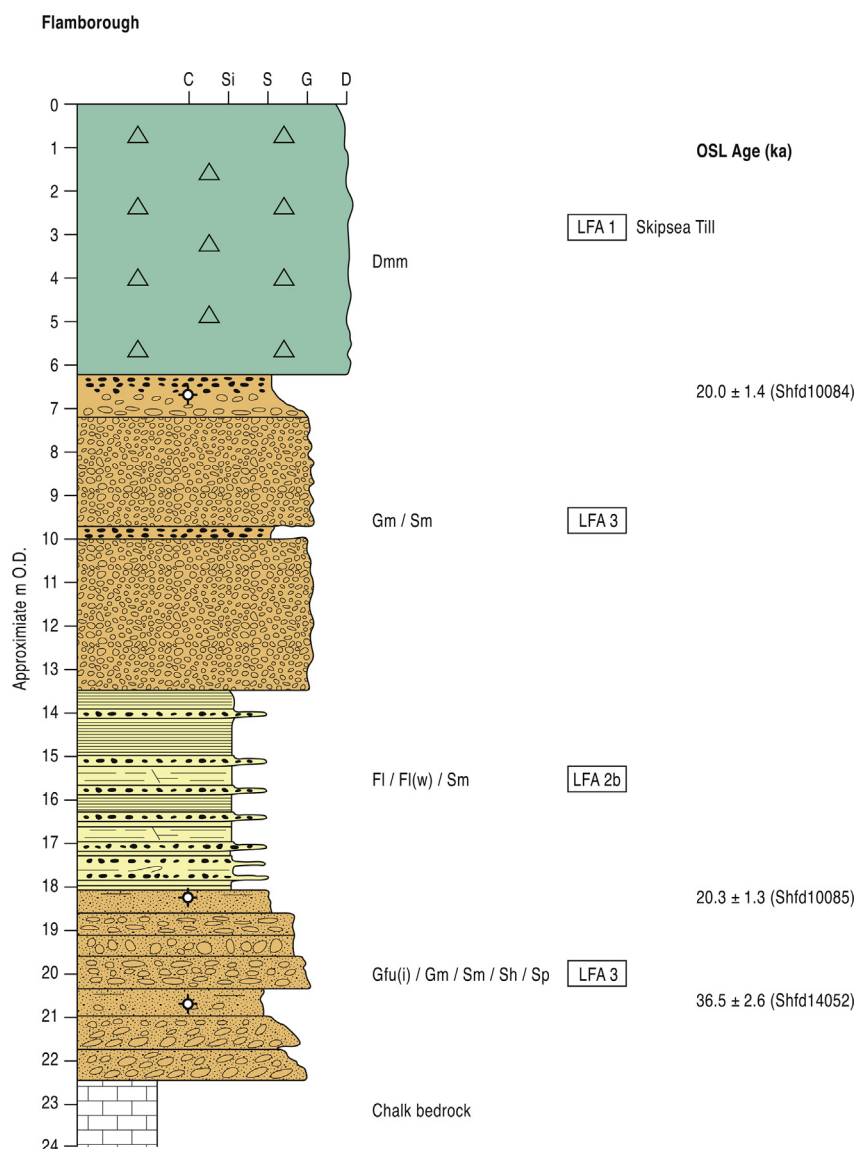 Flamborough
C Si S G D
OSL Age (ka)
0
1
2
3
4
5
6
7
8
9
10
11
12
13
14
15
16
17
18
19
20
21
22
23
24
Approximiate m O.D.
LFA 1 Skipsea Till
Dmm
20.0 ± 1.4 (Shfd10084)
Gm / Sm LFA 3
Fl / Fl(w) / Sm LFA 2b
20.3 ± 1.3 (Shfd10085)
Gfu(i) / Gm / Sm / Sh / Sp LFA 3
36.5 ± 2.6 (Shfd14052)
Chalk bedrock